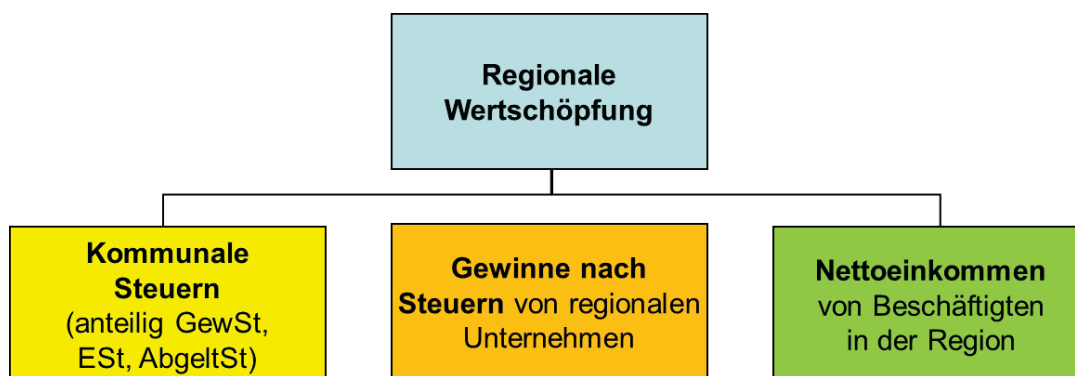 Regionale
Wertschöpfung
Kommunale
Steuern
(anteilig GewSt,
ESt, AbgeltSt)
Gewinne nach
Steuern von regionalen
Unternehmen
Nettoeinkommen
von Beschäftigten
in der Region